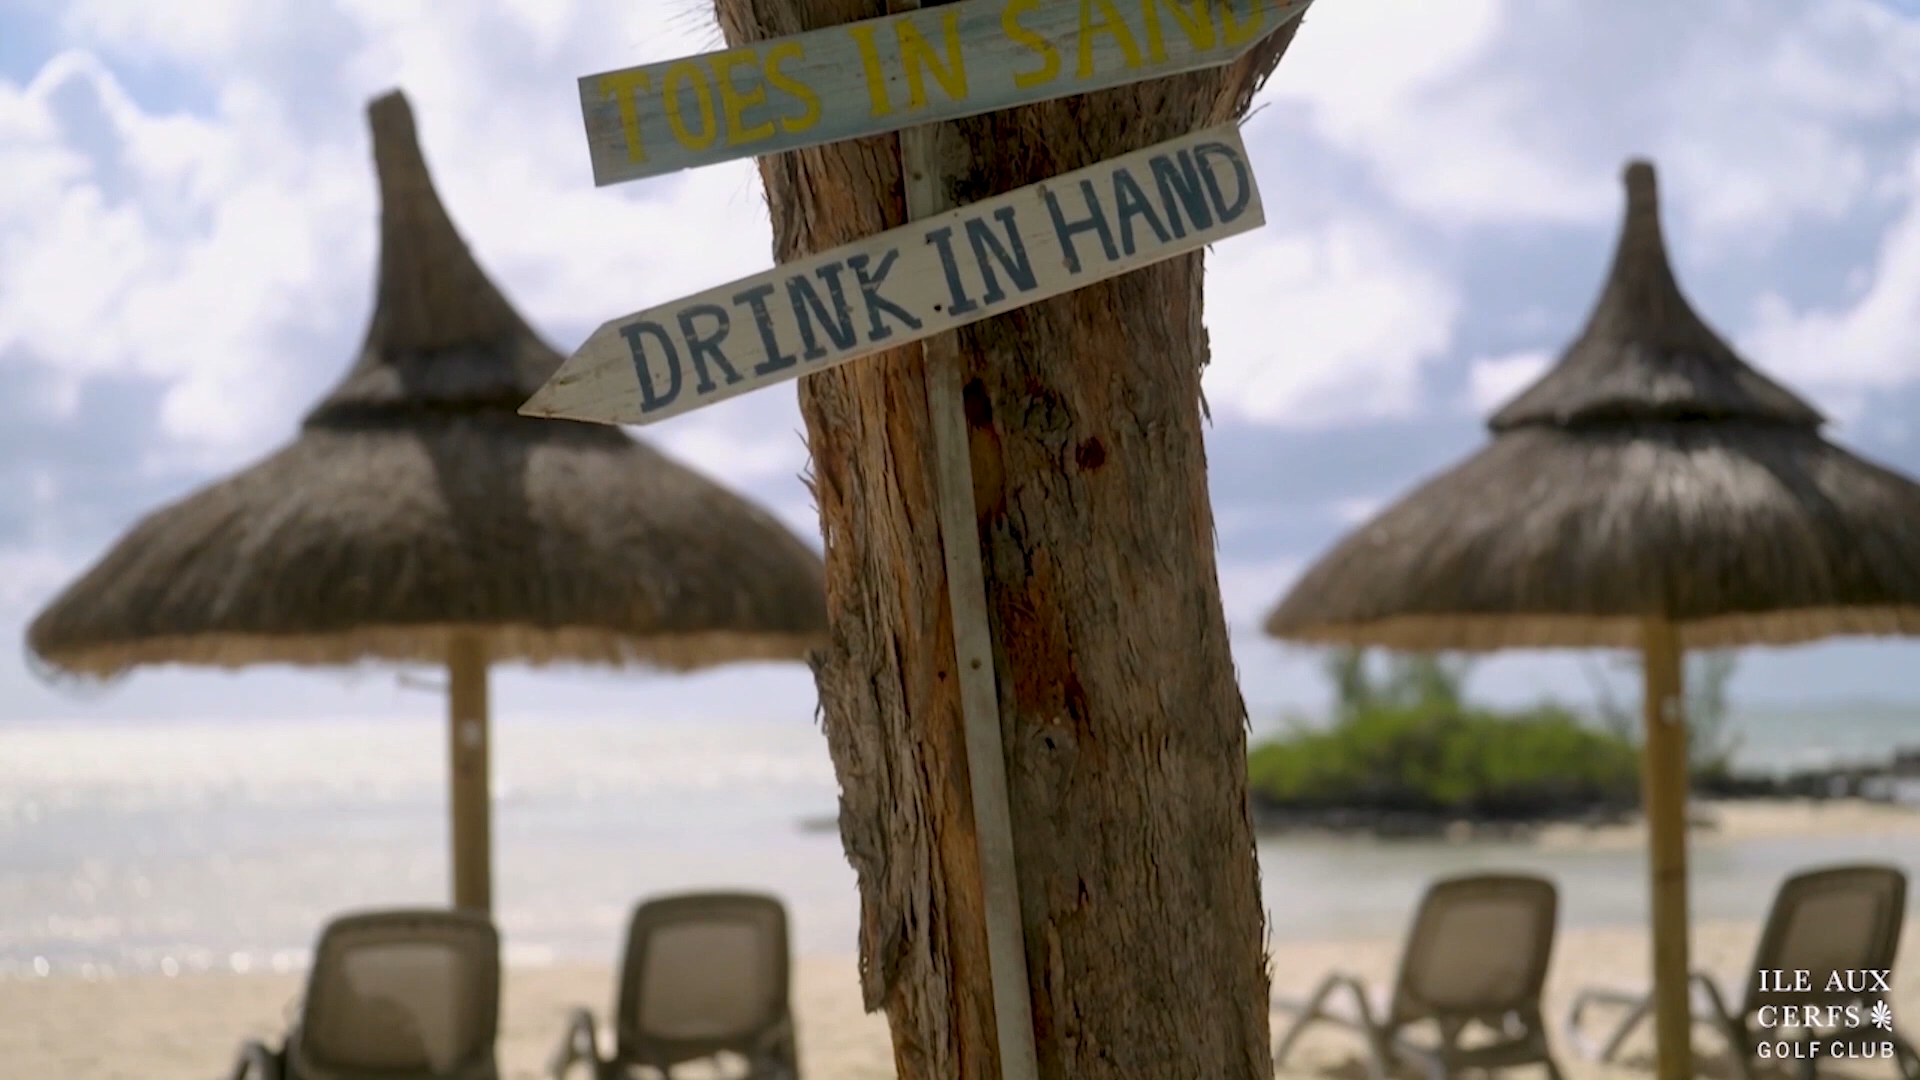 TOES IN SAND
DRINK IN HAND
ILE AUX
CERFS
GOLF CLUB